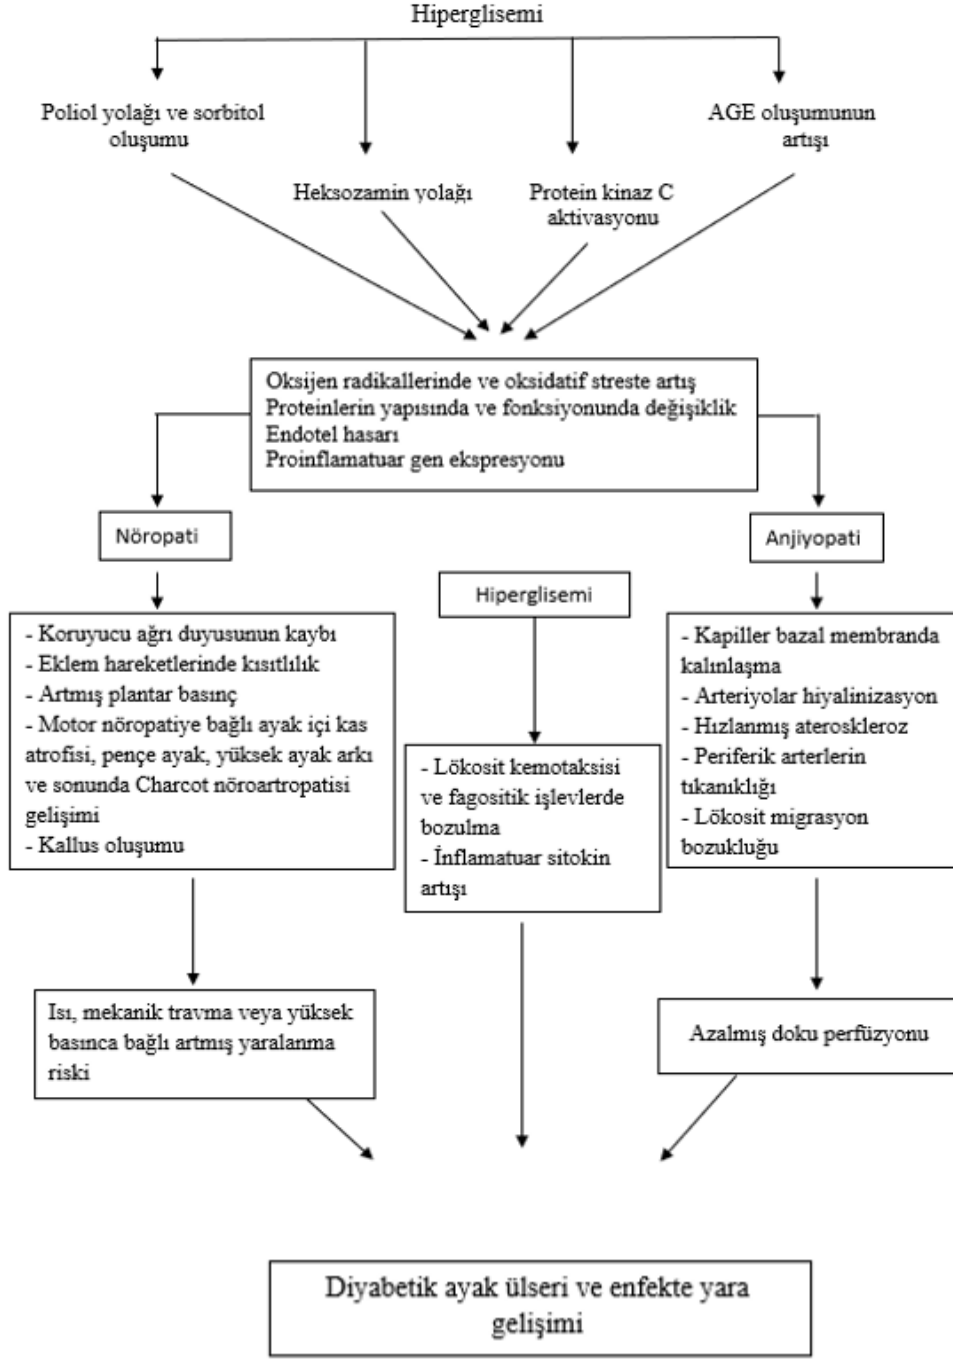 Hiperglisemi
Poliol yolağı ve sorbitol
oluşumu
AGE oluşumunun
artışı
Heksozamin yolağı
Protein kinaz C
aktivasyonu
Oksijen radikallerinde ve oksidatif streste artış
Proteinlerin yapısında ve fonksiyonunda değişiklik
Endotel hasarı
Proinflamatuar gen ekspresyonu
Nöropati
Anjiyopati
Hiperglisemi
- Koruyucu ağrı duyusunun kaybı
- Eklem hareketlerinde kısıtlılık
- Artmış plantar basınç
- Motor nöropatiye bağlı ayak içi kas
atrofisi, pençe ayak, yüksek ayak arkı
ve sonunda Charcot nöroartropatisi
gelişimi
- Kallus oluşumu
- Lökosit kemotaksisi
ve fagositik işlevlerde
bozulma
- İnflamatuar sitokin
artışı
- Kapiller bazal membranda
kalınlaşma
- Arteriyolar hiyalinizasyon
- Hızlanmış ateroskleroz
- Periferik arterlerin
tıkanıklığı
- Lökosit migrasyon
bozukluğu
Isı, mekanik travma veya yüksek
basınca bağlı artmış yaralanma
riski
Azalmış doku perfüzyonu
Diyabetik ayak ülseri ve enfekte yara
gelişimi